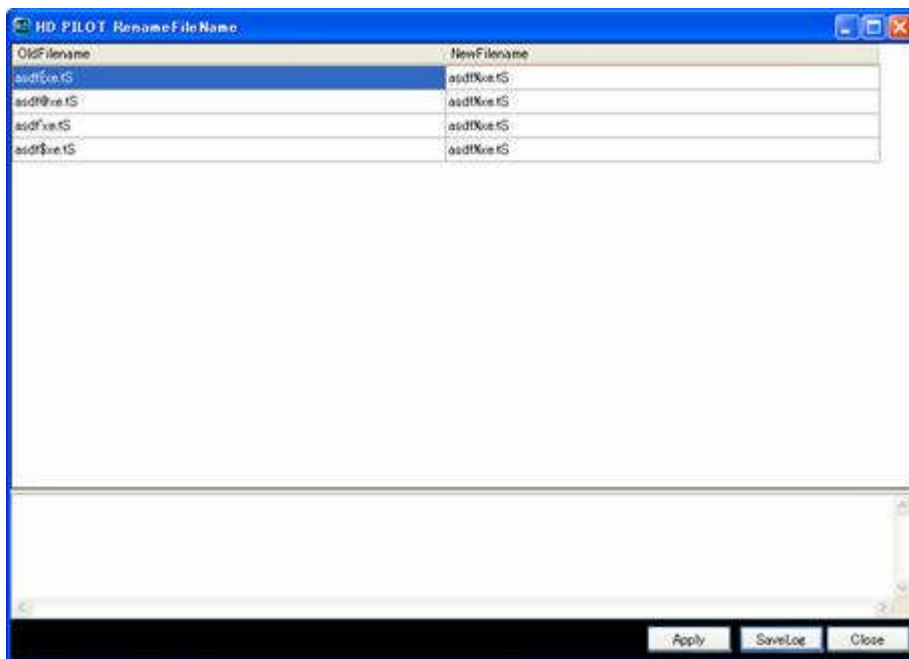 HD PILOT RenameFileName
OldFilename NewFilename
asdf[xe.tS asdf%xe.tS
asdf@xe.tS asdf%xe.tS
asdf'xe.tS asdf%xe.tS
asdf$xe.tS asdf%xe.tS
Apply SaveLog Close